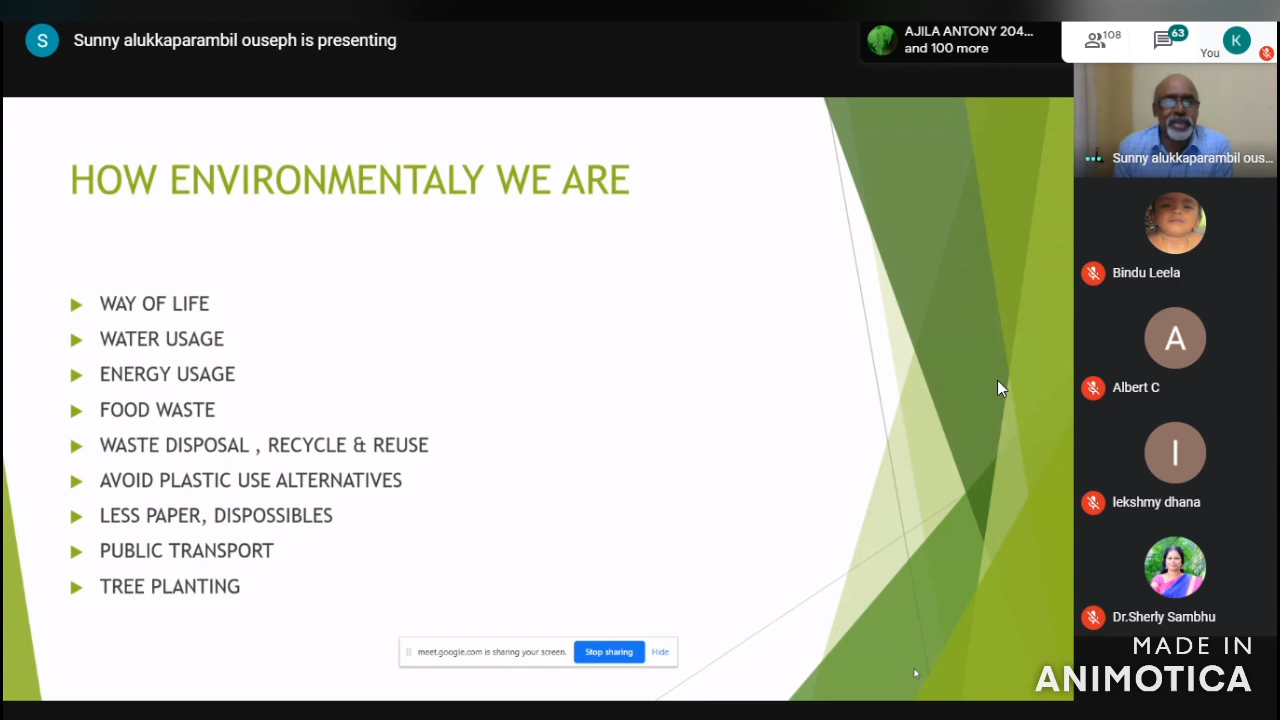 S
Sunny alukkaparambil ouseph is presenting
AJILA ANTONY 204...
and 100 more
108
63
You
K
HOW ENVIRONMENTALY WE ARE
WAY OF LIFE
WATER USAGE
ENERGY USAGE
FOOD WASTE
WASTE DISPOSAL , RECYCLE & REUSE
AVOID PLASTIC USE ALTERNATIVES
LESS PAPER, DISPOSSIBLES
PUBLIC TRANSPORT
TREE PLANTING
meet.google.com is sharing your screen.
Stop sharing
Hide
Sunny alukkaparambil ous...
Bindu Leela
A
Albert C
l
lekshmy dhana
Dr.Sherly Sambhu
MADE IN
ANIMOTICA